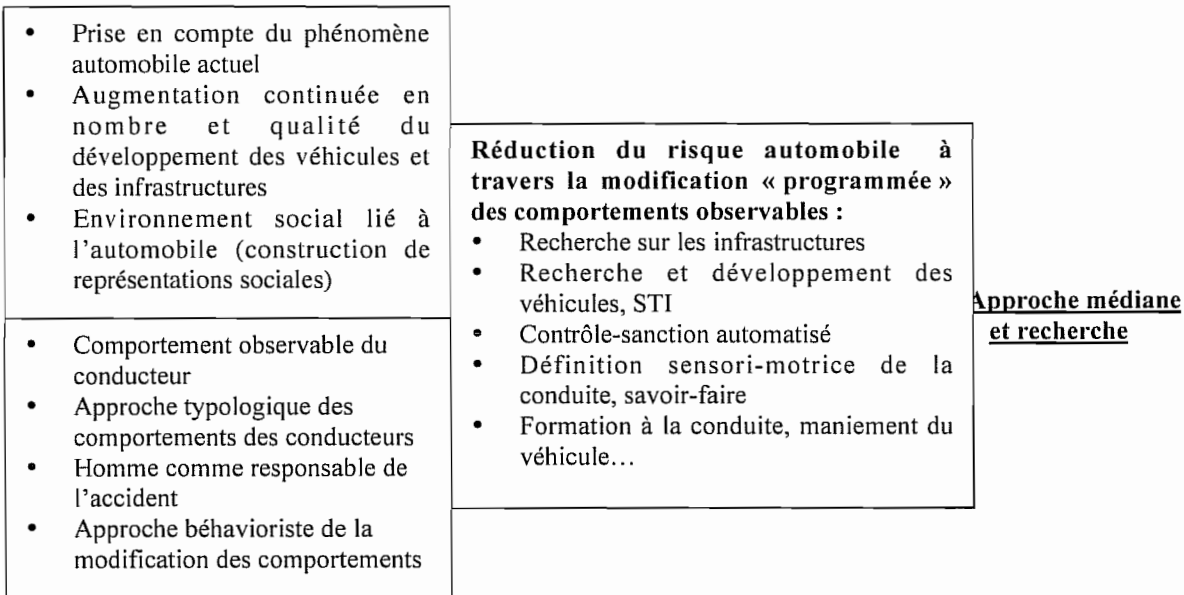 • Prise en compte du phénomène
automobile actuel
• Augmentation continuée en
nombre et qualité du
développement des véhicules et
des infrastructures
• Environnement social lié à
l'automobile (construction de
représentations sociales)
• Comportement observable du
conducteur
• Approche typologique des
comportements des conducteurs
• Homme comme responsable de
l'accident
• Approche béhavioriste de la
modification des comportements
Réduction du risque automobile à
travers la modification « programmée »
des comportements observables :
• Recherche sur les infrastructures
• Recherche et développement des
véhicules, STI
• Contrôle-sanction automatisé
• Définition sensori-motrice de la
conduite, savoir-faire
• Formation à la conduite, maniement du
véhicule...
Approche médiane
et recherche